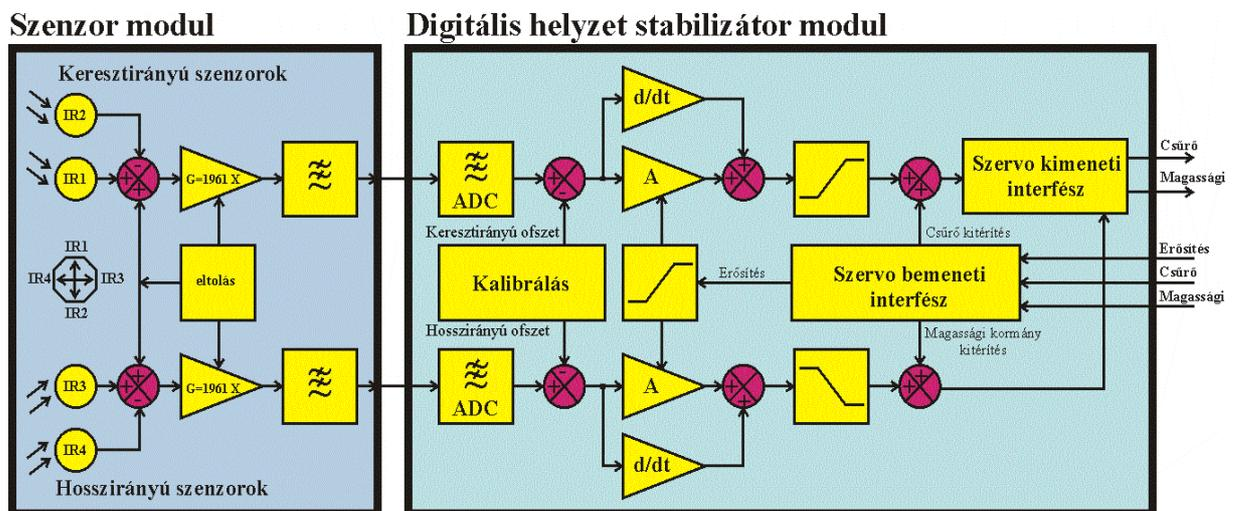 Szenzor modul
Digitális helyzet stabilizátor modul
Keresztirányú szenzorok
IR2
IR1
G=1961 X
ADC
d/dt
A
Szervo kimeneti
interfész
Csűrő
Magassági
Keresztirányú ofszet
Csűrő kitérítés
IR1
IR4
IR3
IR2
eltolás
Kalibrálás
Erősítés
Szervo bemeneti
interfész
Erősítés
Csűrő
Magassági
Hosszirányú ofszet
Magassági kormány
kitérítés
IR3
G=1961 X
ADC
A
IR4
d/dt
Hosszirányú szenzorok